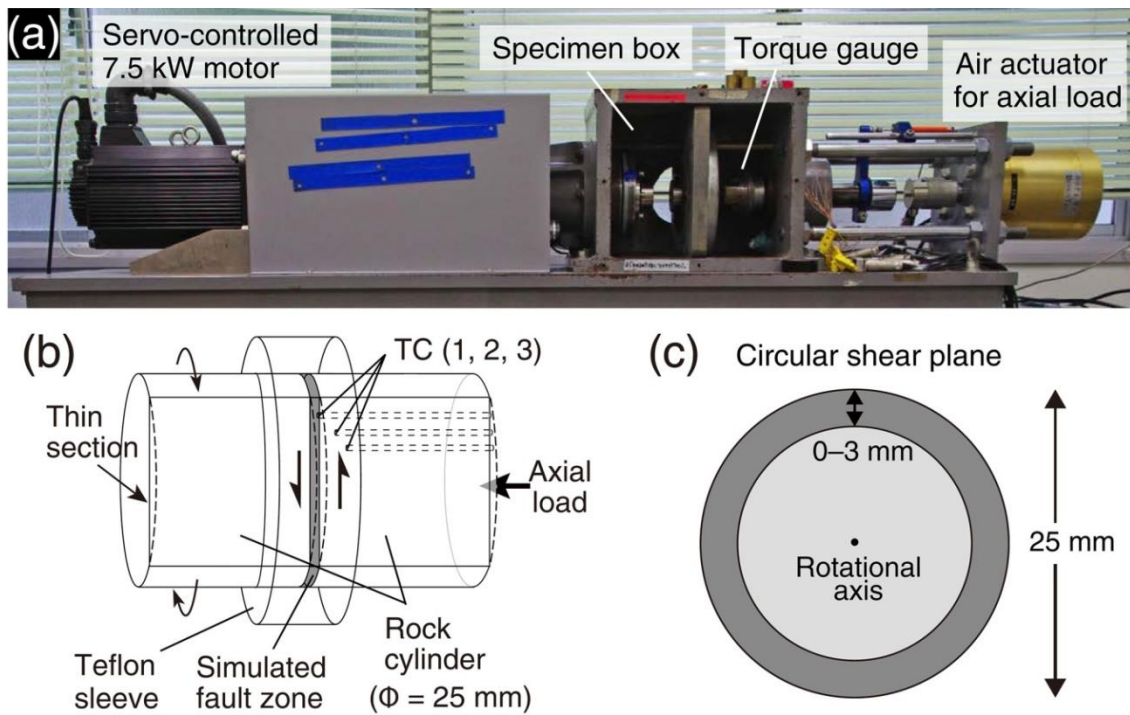 (a)
Servo-controlled
7.5 kW motor
Specimen box
Torque gauge
Air actuator
for axial load
(b)
TC (1, 2, 3)
Thin
section
Axial
load
Teflon
sleeve
Simulated
fault zone
Rock
cylinder
(Φ = 25 mm)
(c)
Circular shear plane
0–3 mm
25 mm
Rotational
axis